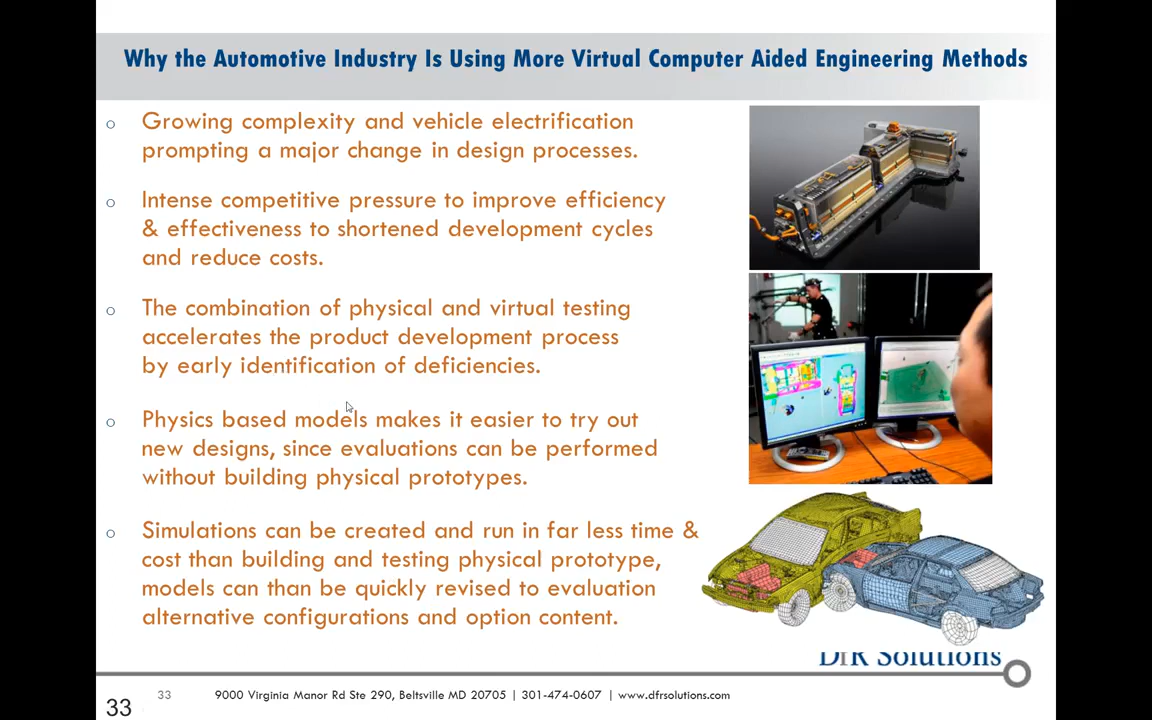 Why the Automotive Industry Is Using More Virtual Computer Aided Engineering Methods
o Growing complexity and vehicle electrification
prompting a major change in design processes.
o Intense competitive pressure to improve efficiency
& effectiveness to shortened development cycles
and reduce costs.
o The combination of physical and virtual testing
accelerates the product development process
by early identification of deficiencies.
o Physics based models makes it easier to try out
new designs, since evaluations can be performed
without building physical prototypes.
o Simulations can be created and run in far less time &
cost than building and testing physical prototype,
models can than be quickly revised to evaluation
alternative configurations and option content.
DfR Solutions
33 9000 Virginia Manor Rd Ste 290, Beltsville MD 20705 | 301-474-0607 | www.dfrsolutions.com
33